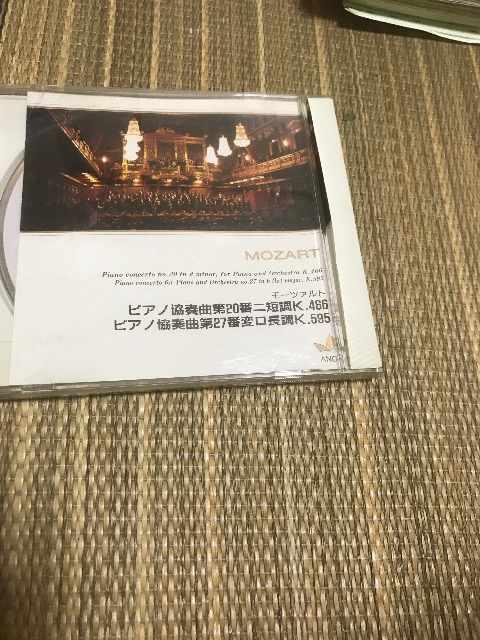 MOZART
Piano concerto no.20 in d minor, for Piano and Orchestra K.466
Piano concerto for Piano and Orchestra no 27 in b flat major, K.595
モーツァルト
ピアノ協奏曲第20番ニ短調K.466
ピアノ協奏曲第27番変ロ長調K.595